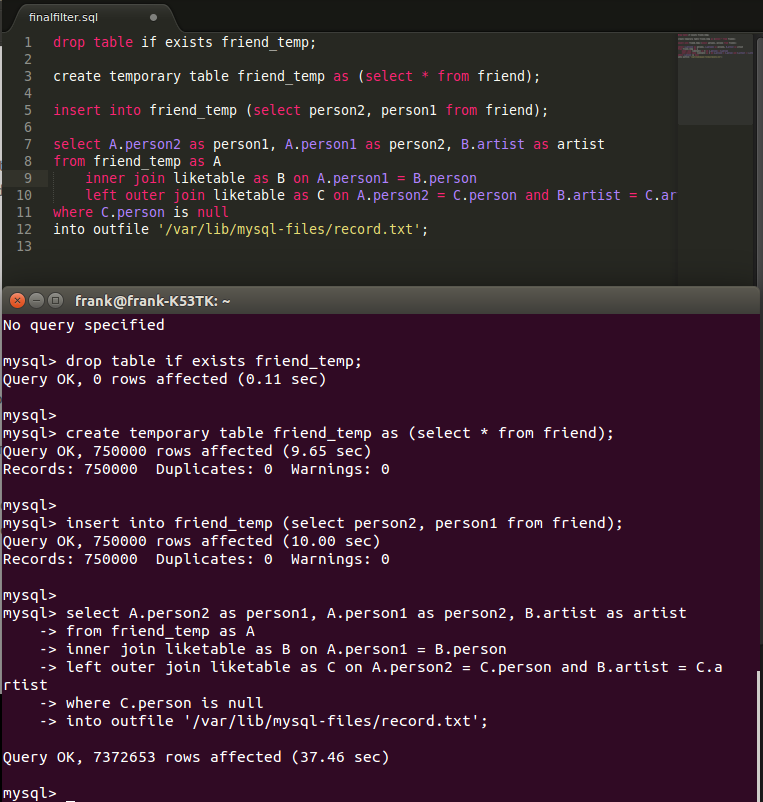 finalfilter.sql
1 drop table if exists friend_temp;
2
3 create temporary table friend_temp as (select * from friend);
4
5 insert into friend_temp (select person2, person1 from friend);
6
7 select A.person2 as person1, A.person1 as person2, B.artist as artist
8 from friend_temp as A
9 inner join liketable as B on A.person1 = B.person
10 left outer join liketable as C on A.person2 = C.person and B.artist = C.ar
11 where C.person is null
12 into outfile '/var/lib/mysql-files/record.txt';
13
frank@frank-K53TK: ~
No query specified
mysql> drop table if exists friend_temp;
Query OK, 0 rows affected (0.11 sec)
mysql>
mysql> create temporary table friend_temp as (select * from friend);
Query OK, 750000 rows affected (9.65 sec)
Records: 750000  Duplicates: 0  Warnings: 0
mysql>
mysql> insert into friend_temp (select person2, person1 from friend);
Query OK, 750000 rows affected (10.00 sec)
Records: 750000  Duplicates: 0  Warnings: 0
mysql>
mysql> select A.person2 as person1, A.person1 as person2, B.artist as artist
-> from friend_temp as A
-> inner join liketable as B on A.person1 = B.person
-> left outer join liketable as C on A.person2 = C.person and B.artist = C.a
rtist
-> where C.person is null
-> into outfile '/var/lib/mysql-files/record.txt';
Query OK, 7372653 rows affected (37.46 sec)
mysql>